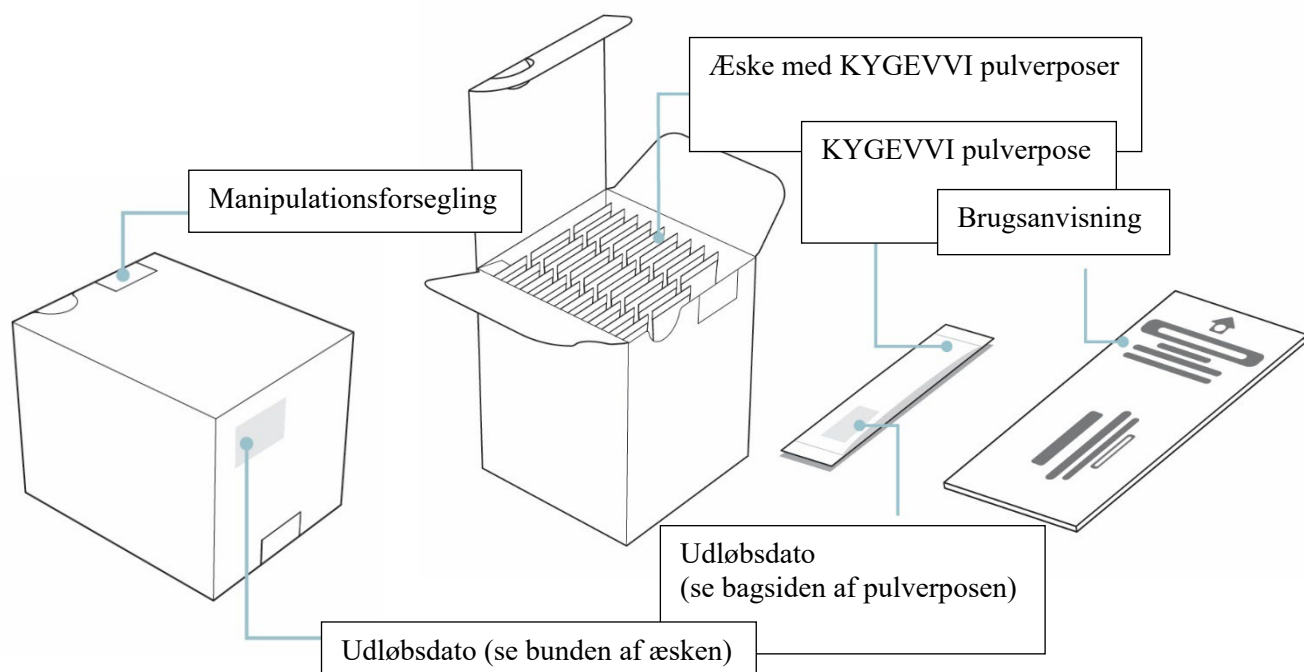 Æske med KYGEVVI pulverposer
KYGEVVI pulverpose
Manipulationsforsegling
Brugsanvisning
Udløbsdato
(se bagsiden af pulverposen)
Udløbsdato (se bunden af æsken)